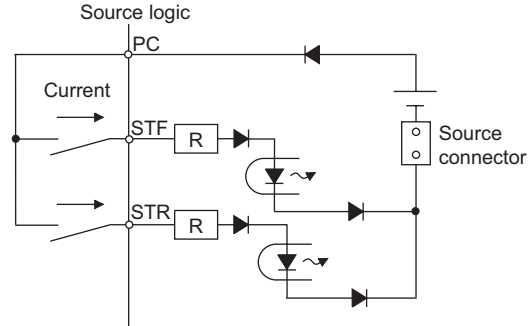 Source logic
PC
Current
STF
R
Source
connector
STR
R